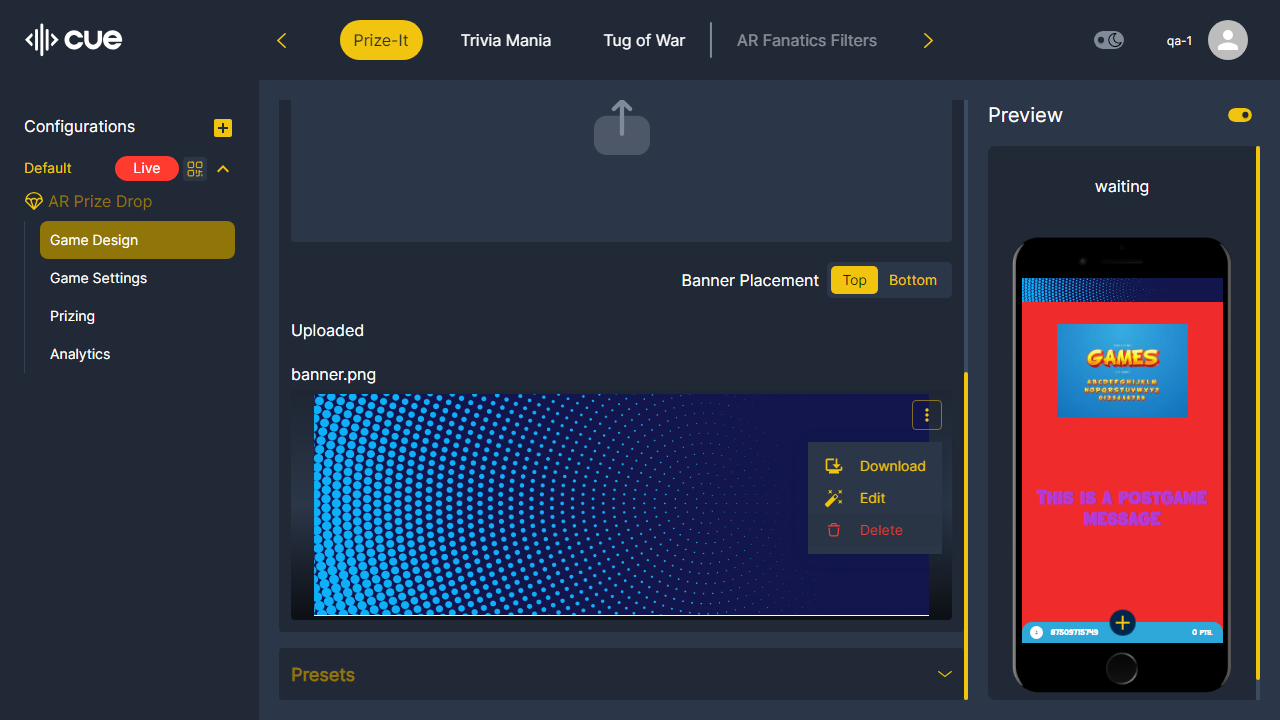 cue
Prize-It
Trivia Mania
Tug of War
AR Fanatics Filters
qa-1
Configurations
Default
Live
AR Prize Drop
Game Design
Game Settings
Prizing
Analytics
Banner Placement
Top
Bottom
Uploaded
banner.png
Download
Edit
Delete
Presets
Preview
waiting
GAMES
ABCDEFGHIJKLM
NOPQRSTUVWXYZ
0123456789
This is a postgame
message
87509715749
0 pts.